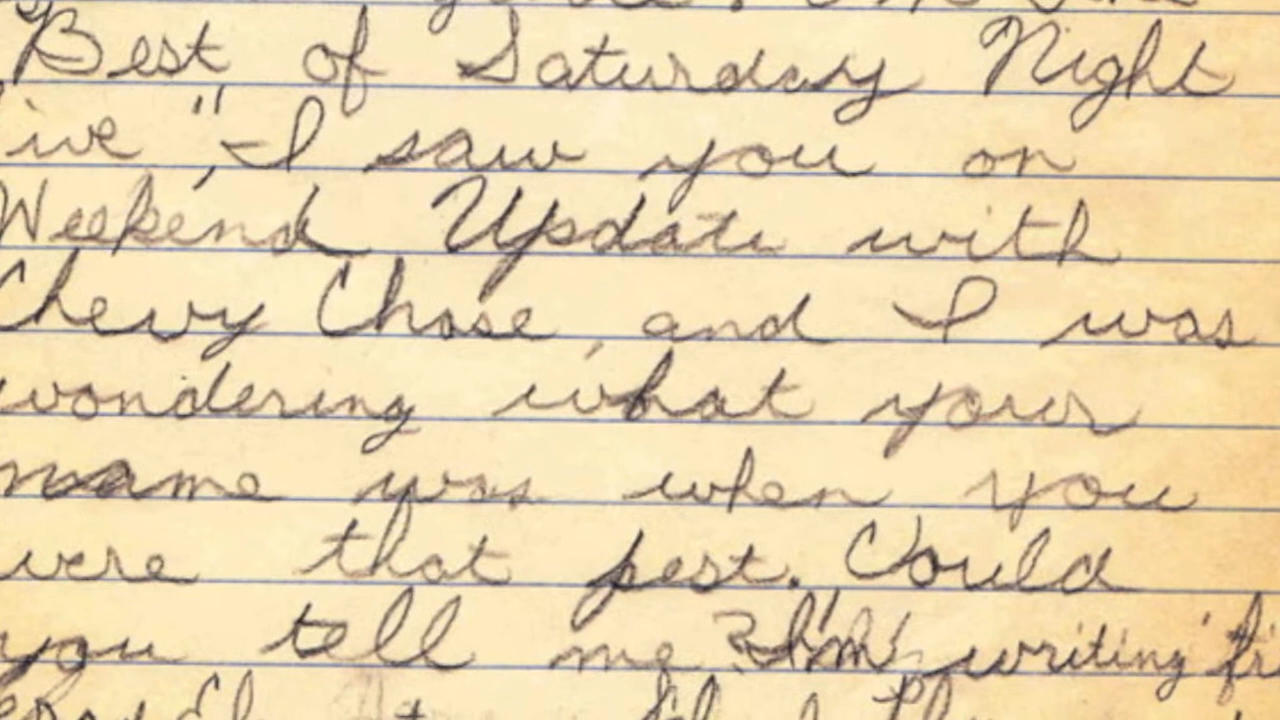 Best of Saturday Night
ive", I saw you on
Weekend Update with
Chevy Chase, and I was
wondering what your
name was when you
were that pest. Could
you tell me? I'm writing